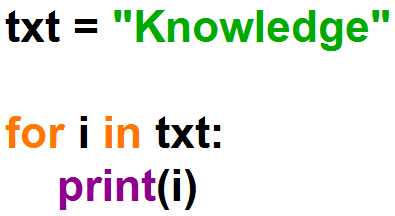 txt = "Knowledge"
for i in txt:
    print(i)